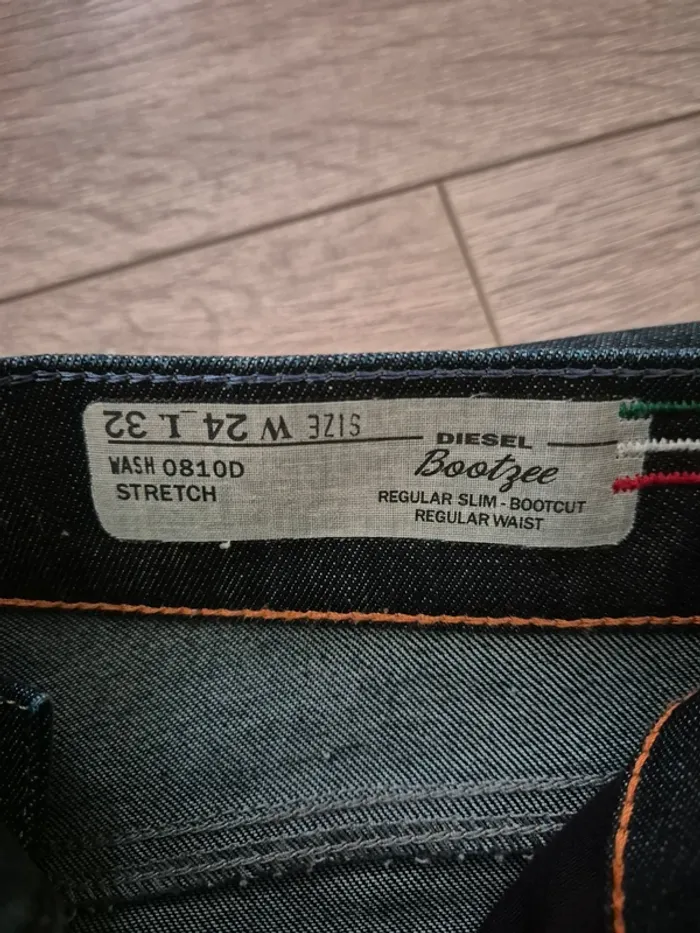 SIZE W 24 L 32
DIESEL
Bootzee
WASH 0810D
STRETCH
REGULAR SLIM - BOOTCUT
REGULAR WAIST